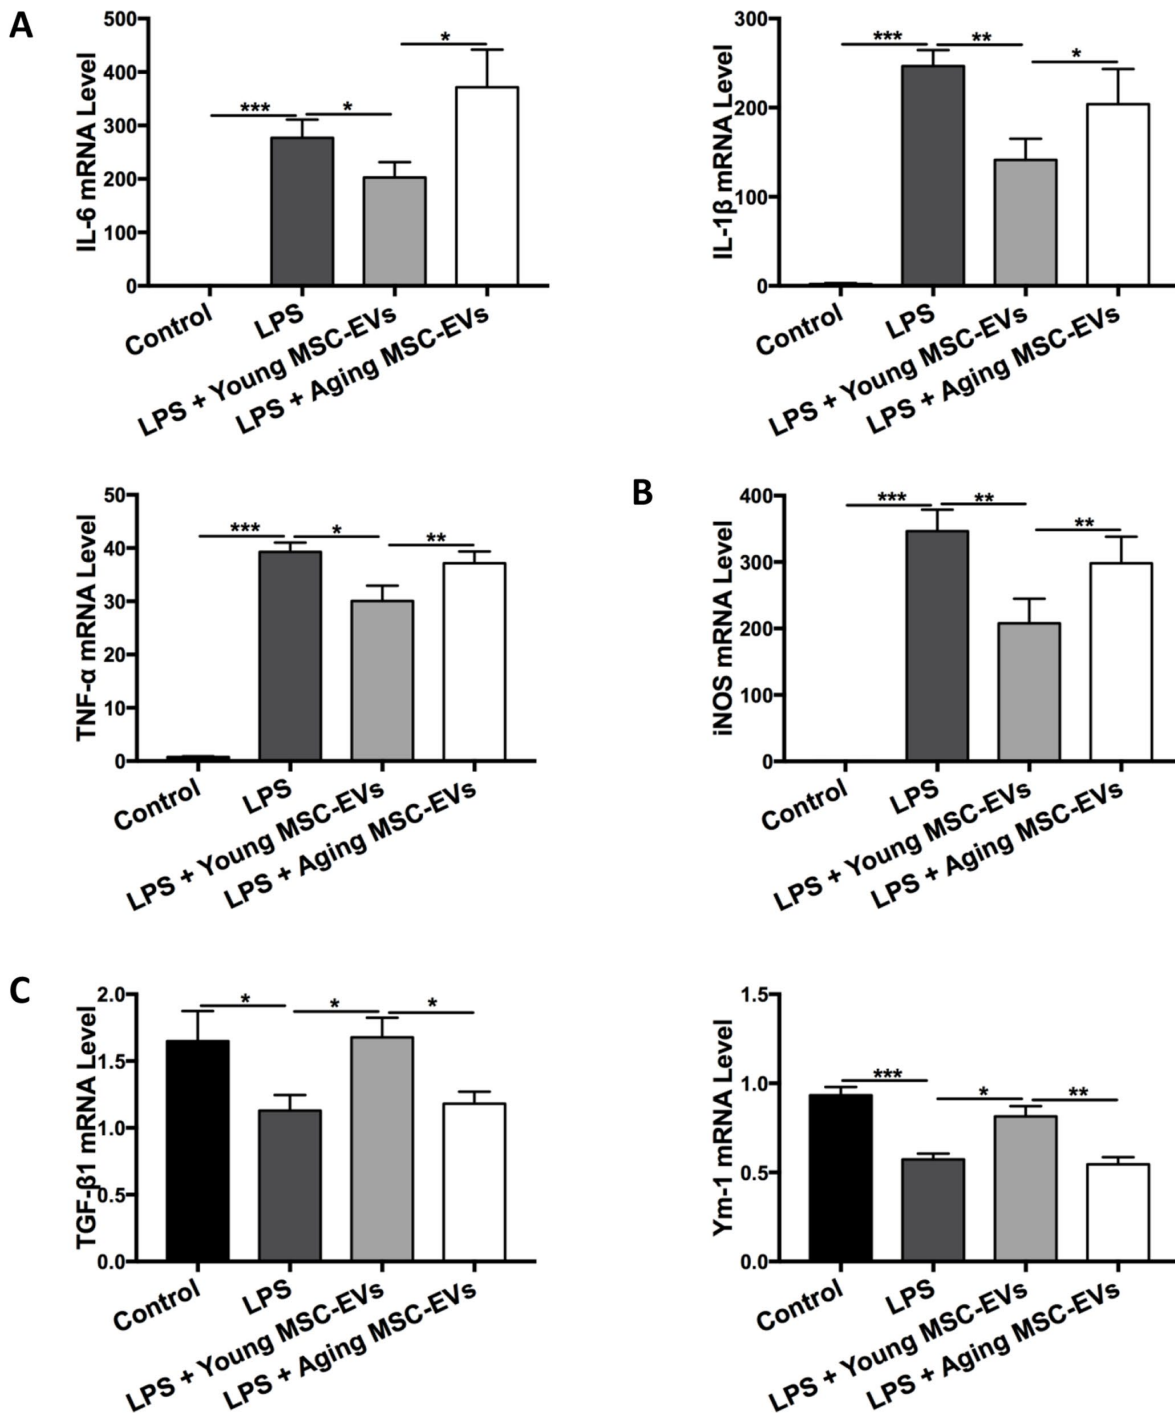 A
IL-6 mRNA Level
500
400
300
200
100
0
***
*
*
Control
LPS
LPS + Young MSC-EVs
LPS + Aging MSC-EVs
IL-1β mRNA Level
300
200
100
0
***
**
*
Control
LPS
LPS + Young MSC-EVs
LPS + Aging MSC-EVs
TNF-α mRNA Level
50
40
30
20
10
0
***
*
**
Control
LPS
LPS + Young MSC-EVs
LPS + Aging MSC-EVs
B
iNOS mRNA Level
400
300
200
100
0
***
**
**
Control
LPS
LPS + Young MSC-EVs
LPS + Aging MSC-EVs
C
TGF-β1 mRNA Level
2.0
1.5
1.0
0.5
0.0
*
*
*
Control
LPS
LPS + Young MSC-EVs
LPS + Aging MSC-EVs
Ym-1 mRNA Level
1.5
1.0
0.5
0.0
***
*
**
Control
LPS
LPS + Young MSC-EVs
LPS + Aging MSC-EVs